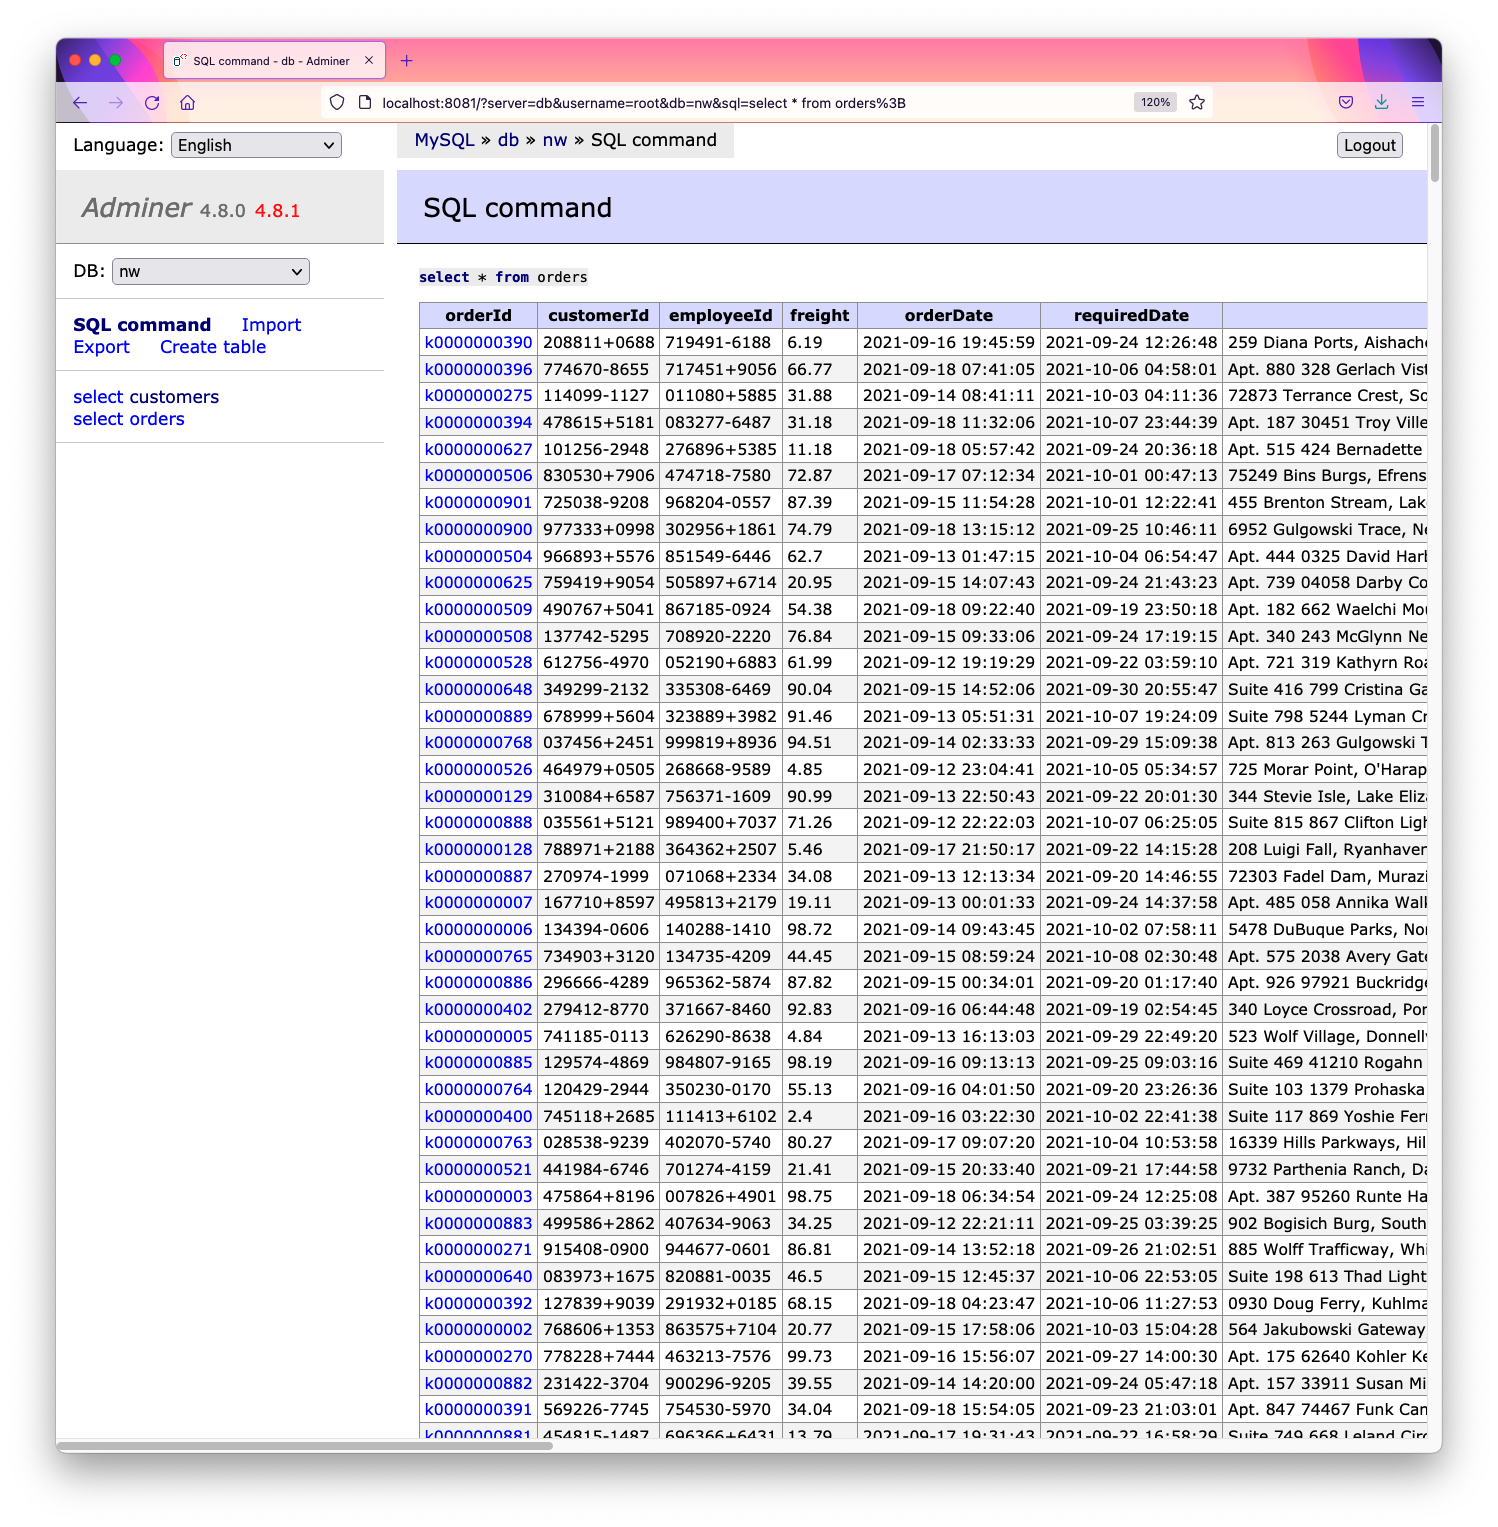 SQL command - db - Adminer
localhost:8081/?server=db&username=root&db=nw&sql=select * from orders%3B 120%
Language: English
MySQL » db » nw » SQL command
Logout
Adminer 4.8.0 4.8.1
SQL command
DB: nw
SQL command Import
Export Create table
select customers
select orders
select * from orders
orderId customerId employeeId freight orderDate requiredDate
k0000000390 208811+0688 719491-6188 6.19 2021-09-16 19:45:59 2021-09-24 12:26:48 259 Diana Ports, Aishach
k0000000396 774670-8655 717451+9056 66.77 2021-09-18 07:41:05 2021-10-06 04:58:01 Apt. 880 328 Gerlach Vist
k0000000275 114099-1127 011080+5885 31.88 2021-09-14 08:41:11 2021-10-03 04:11:36 72873 Terrance Crest, So
k0000000394 478615+5181 083277-6487 31.18 2021-09-18 11:32:06 2021-10-07 23:44:39 Apt. 187 30451 Troy Ville
k0000000627 101256-2948 276896+5385 11.18 2021-09-18 05:57:42 2021-09-24 20:36:18 Apt. 515 424 Bernadette
k0000000506 830530+7906 474718-7580 72.87 2021-09-17 07:12:34 2021-10-01 00:47:13 75249 Bins Burgs, Efrens
k0000000901 725038-9208 968204-0557 87.39 2021-09-15 11:54:28 2021-10-01 12:22:41 455 Brenton Stream, Lak
k0000000900 977333+0998 302956+1861 74.79 2021-09-18 13:15:12 2021-09-25 10:46:11 6952 Gulgowski Trace, Ne
k0000000504 966893+5576 851549-6446 62.7 2021-09-13 01:47:15 2021-10-04 06:54:47 Apt. 444 0325 David Harb
k0000000625 759419+9054 505897+6714 20.95 2021-09-15 14:07:43 2021-09-24 21:43:23 Apt. 739 04058 Darby Co
k0000000509 490767+5041 867185-0924 54.38 2021-09-18 09:22:40 2021-09-19 23:50:18 Apt. 182 662 Waelchi Mou
k0000000508 137742-5295 708920-2220 76.84 2021-09-15 09:33:06 2021-09-24 17:19:15 Apt. 340 243 McGlynn Ne
k0000000528 612756-4970 052190+6883 61.99 2021-09-12 19:19:29 2021-09-22 03:59:10 Apt. 721 319 Kathyrn Roa
k0000000648 349299-2132 335308-6469 90.04 2021-09-15 14:52:06 2021-09-30 20:55:47 Suite 416 799 Cristina Ga
k0000000889 678999+5604 323889+3982 91.46 2021-09-13 05:51:31 2021-10-07 19:24:09 Suite 798 5244 Lyman Cr
k0000000768 037456+2451 999819+8936 94.51 2021-09-14 02:33:33 2021-09-29 15:09:38 Apt. 813 263 Gulgowski T
k0000000526 464979+0505 268668-9589 4.85 2021-09-12 23:04:41 2021-10-05 05:34:57 725 Morar Point, O'Harap
k0000000129 310084+6587 756371-1609 90.99 2021-09-13 22:50:43 2021-09-22 20:01:30 344 Stevie Isle, Lake Eliz
k0000000888 035561+5121 989400+7037 71.26 2021-09-12 22:22:03 2021-10-07 06:25:05 Suite 815 867 Clifton Ligh
k0000000128 788971+2188 364362+2507 5.46 2021-09-17 21:50:17 2021-09-22 14:15:28 208 Luigi Fall, Ryanhaven
k0000000887 270974-1999 071068+2334 34.08 2021-09-13 12:13:34 2021-09-20 14:46:55 72303 Fadel Dam, Murazi
k0000000007 167710+8597 495813+2179 19.11 2021-09-13 00:01:33 2021-09-24 14:37:58 Apt. 485 058 Annika Walk
k0000000006 134394-0606 140288-1410 98.72 2021-09-14 09:43:45 2021-10-02 07:58:11 5478 DuBuque Parks, Nor
k0000000765 734903+3120 134735-4209 44.45 2021-09-15 08:59:24 2021-10-08 02:30:48 Apt. 575 2038 Avery Gate
k0000000886 296666-4289 965362-5874 87.82 2021-09-15 00:34:01 2021-09-20 01:17:40 Apt. 926 97921 Buckridge
k0000000402 279412-8770 371667-8460 92.83 2021-09-16 06:44:48 2021-09-19 02:54:45 340 Loyce Crossroad, Por
k0000000005 741185-0113 626290-8638 4.84 2021-09-13 16:13:03 2021-09-29 22:49:20 523 Wolf Village, Donnelly
k0000000885 129574-4869 984807-9165 98.19 2021-09-16 09:13:13 2021-09-25 09:03:16 Suite 469 41210 Rogahn
k0000000764 120429-2944 350230-0170 55.13 2021-09-16 04:01:50 2021-09-20 23:26:36 Suite 103 1379 Prohaska
k0000000400 745118+2685 111413+6102 2.4 2021-09-16 03:22:30 2021-10-02 22:41:38 Suite 117 869 Yoshie Fer
k0000000763 028538-9239 402070-5740 80.27 2021-09-17 09:07:20 2021-10-04 10:53:58 16339 Hills Parkways, Hil
k0000000521 441984-6746 701274-4159 21.41 2021-09-15 20:33:40 2021-09-21 17:44:58 9732 Parthenia Ranch, Da
k0000000003 475864+8196 007826+4901 98.75 2021-09-18 06:34:54 2021-09-24 12:25:08 Apt. 387 95260 Runte Ha
k0000000883 499586+2862 407634-9063 34.25 2021-09-12 22:21:11 2021-09-25 03:39:25 902 Bogisich Burg, South
k0000000271 915408-0900 944677-0601 86.81 2021-09-14 13:52:18 2021-09-26 21:02:51 885 Wolff Trafficway, Whi
k0000000640 083973+1675 820881-0035 46.5 2021-09-15 12:45:37 2021-10-06 22:53:05 Suite 198 613 Thad Light
k0000000392 127839+9039 291932+0185 68.15 2021-09-18 04:23:47 2021-10-06 11:27:53 0930 Doug Ferry, Kuhlma
k0000000002 768606+1353 863575+7104 20.77 2021-09-15 17:58:06 2021-10-03 15:04:28 564 Jakubowski Gateway
k0000000270 778228+7444 463213-7576 99.73 2021-09-16 15:56:07 2021-09-27 14:00:30 Apt. 175 62640 Kohler Ke
k0000000882 231422-3704 900296-9205 39.55 2021-09-14 14:20:00 2021-09-24 05:47:18 Apt. 157 33911 Susan Mi
k0000000391 569226-7745 754530-5970 34.04 2021-09-18 15:54:05 2021-09-23 21:03:01 Apt. 847 74467 Funk Can
k0000000881 454815-1487 696366+6431 13.79 2021-09-17 19:31:43 2021-09-22 16:58:29 Suite 749 668 Leland Circ